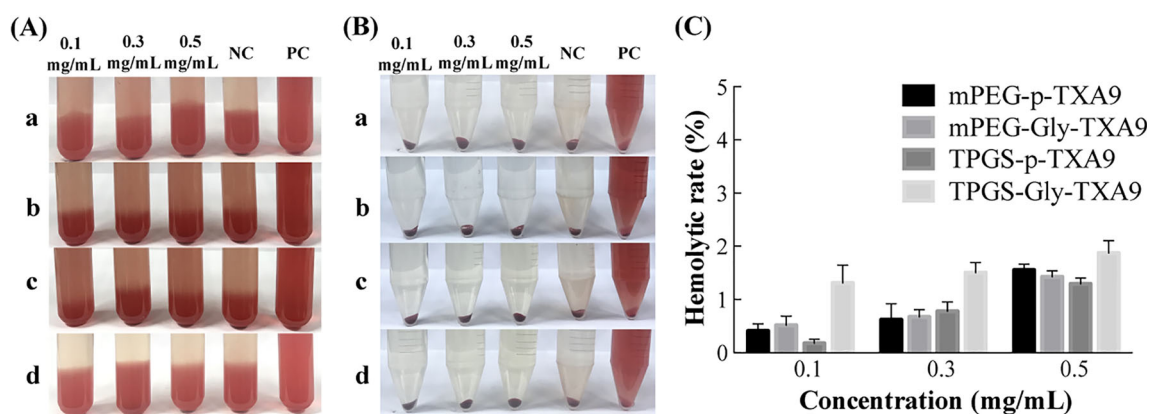 (A)
0.1 mg/mL 0.3 mg/mL 0.5 mg/mL NC PC
a
b
c
d
(B)
0.1 mg/mL 0.3 mg/mL 0.5 mg/mL NC PC
a
b
c
d
(C)
Hemolytic rate (%)
5
4
3
2
1
0
mPEG-p-TXA9
mPEG-Gly-TXA9
TPGS-p-TXA9
TPGS-Gly-TXA9
0.1 0.3 0.5
Concentration (mg/mL)